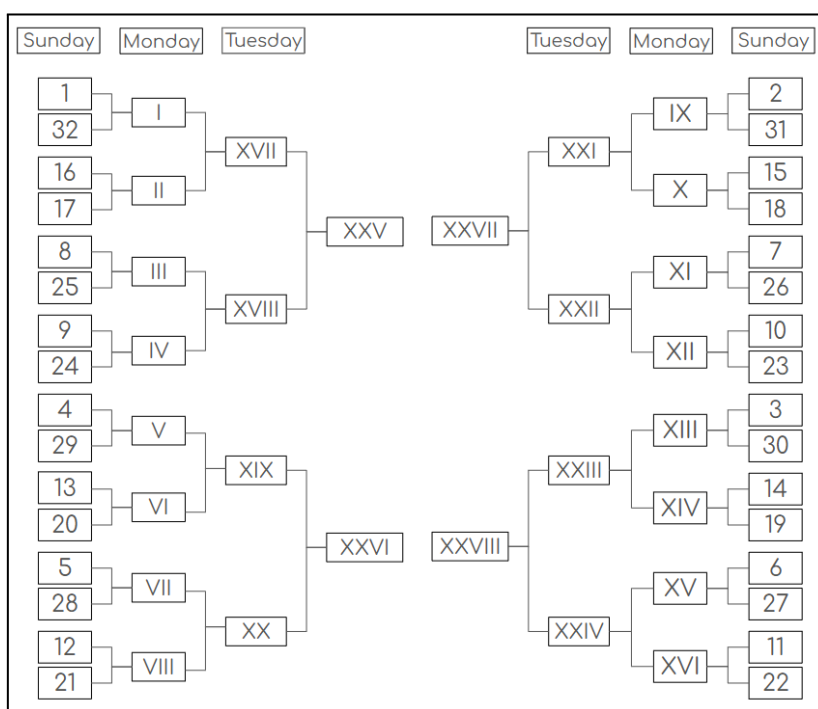 Sunday Monday Tuesday Tuesday Monday Sunday
1 2
I IX
32 31
XVII XXI
16 15
II X
17 18
XXV XXVII
8 7
III XI
25 26
XVIII XXII
9 10
IV XII
24 23
4 3
V XIII
29 30
XIX XXIII
13 14
VI XIV
20 19
XXVI XXVIII
5 6
VII XV
28 27
XX XXIV
12 11
VIII XVI
21 22